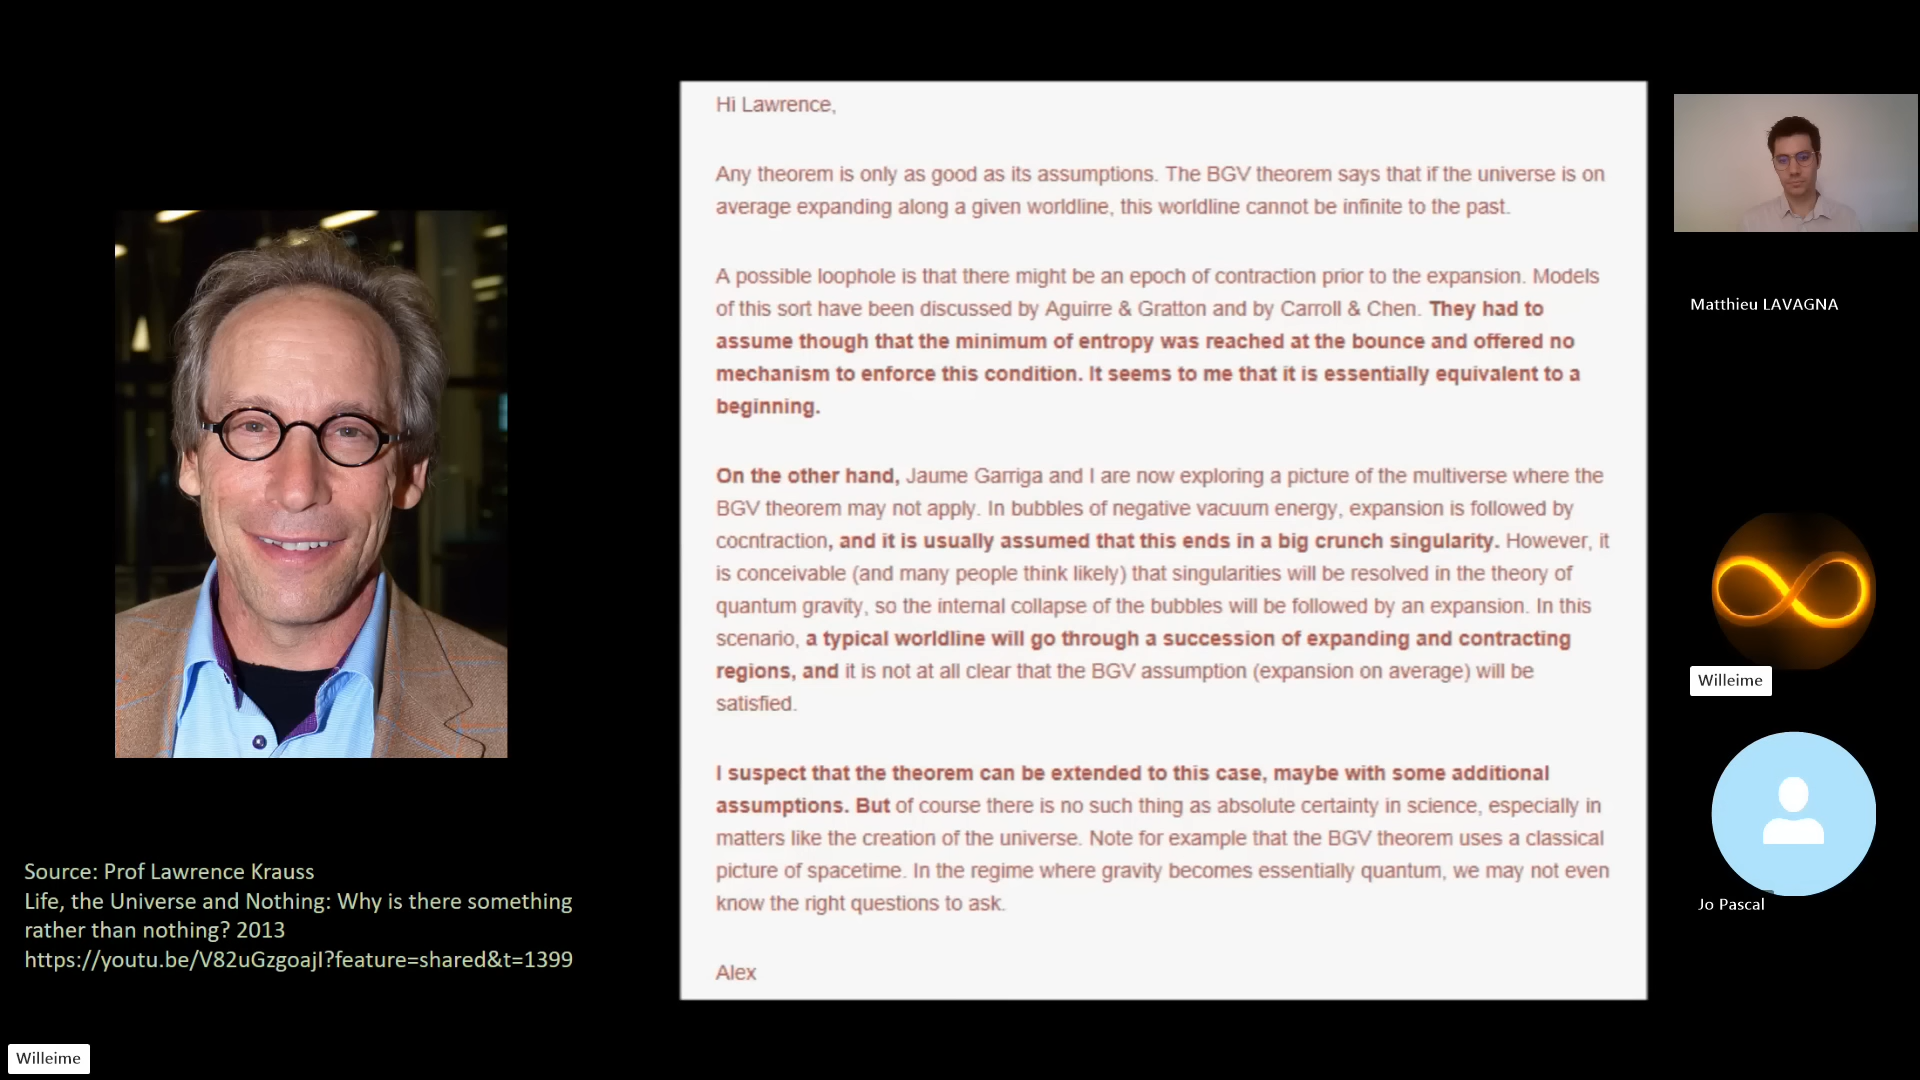 Hi Lawrence,
Any theorem is only as good as its assumptions. The BGV theorem says that if the universe is on
average expanding along a given worldline, this worldline cannot be infinite to the past.
A possible loophole is that there might be an epoch of contraction prior to the expansion. Models
of this sort have been discussed by Aguirre & Gratton and by Carroll & Chen. They had to
assume though that the minimum of entropy was reached at the bounce and offered no
mechanism to enforce this condition. It seems to me that it is essentially equivalent to a
beginning.
On the other hand, Jaume Garriga and I are now exploring a picture of the multiverse where the
BGV theorem may not apply. In bubbles of negative vacuum energy, expansion is followed by
cocntraction, and it is usually assumed that this ends in a big crunch singularity. However, it
is conceivable (and many people think likely) that singularities will be resolved in the theory of
quantum gravity, so the internal collapse of the bubbles will be followed by an expansion. In this
scenario, a typical worldline will go through a succession of expanding and contracting
regions, and it is not at all clear that the BGV assumption (expansion on average) will be
satisfied.
I suspect that the theorem can be extended to this case, maybe with some additional
assumptions. But of course there is no such thing as absolute certainty in science, especially in
matters like the creation of the universe. Note for example that the BGV theorem uses a classical
picture of spacetime. In the regime where gravity becomes essentially quantum, we may not even
know the right questions to ask.
Alex
Source: Prof Lawrence Krauss
Life, the Universe and Nothing: Why is there something
rather than nothing? 2013
https://youtu.be/V82uGzgoajI?feature=shared&t=1399
Willeime
Matthieu LAVAGNA
Willeime
Jo Pascal